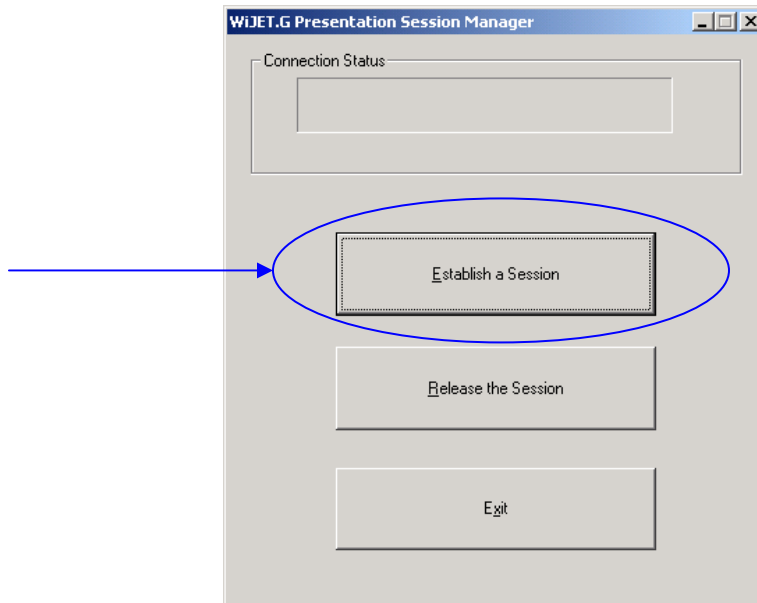 WiJET.G Presentation Session Manager
Connection Status
Establish a Session
Release the Session
Exit